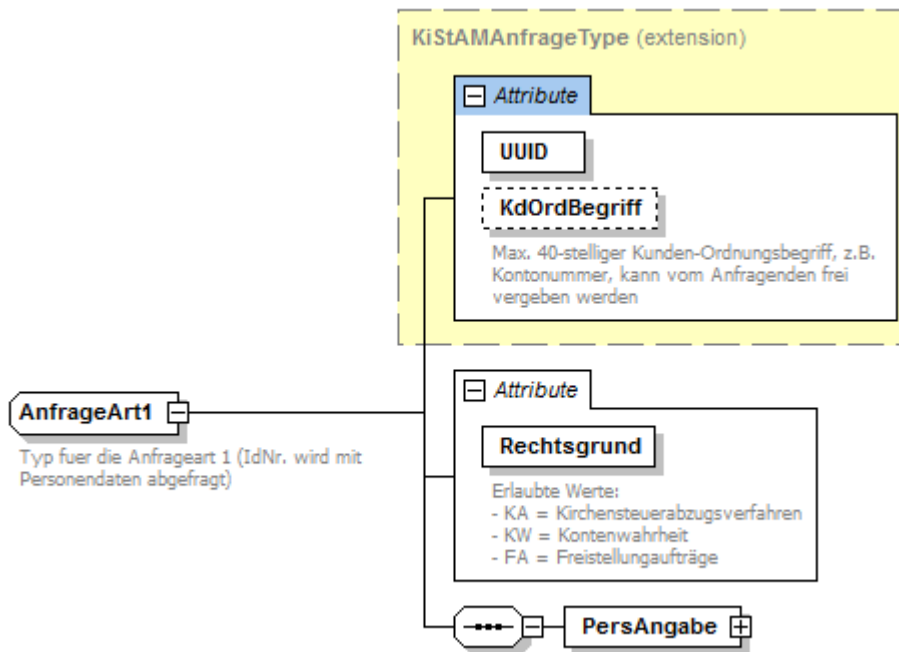 KiStAMAnfrageType (extension)
Attribute
UUID
KdOrdBegriff
Max. 40-stelliger Kunden-Ordnungsbegriff, z.B.
Kontonummer, kann vom Anfragenden frei
vergeben werden
AnfrageArt1
Typ fuer die Anfrageart 1 (IdNr. wird mit
Personendaten abgefragt)
Attribute
Rechtsgrund
Erlaubte Werte:
- KA = Kirchensteuerabzugsverfahren
- KW = Kontenwahrheit
- FA = Freistellungaufträge
PersAngabe